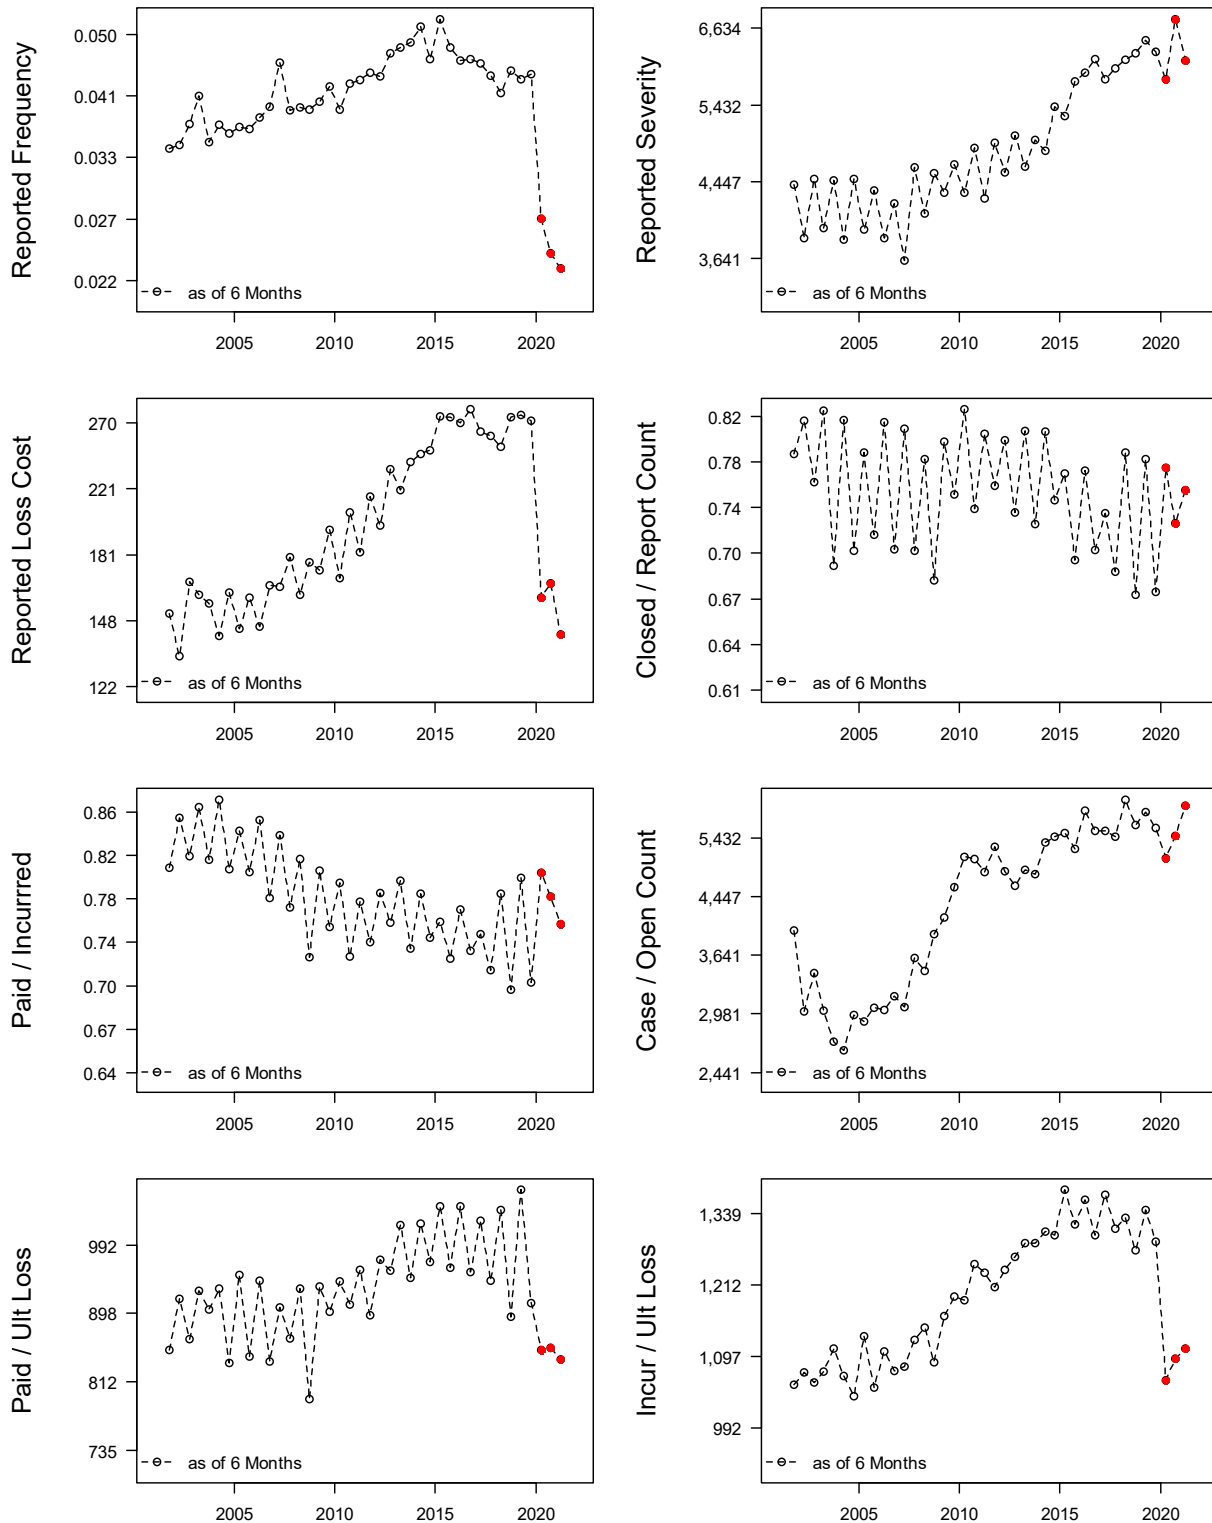 Reported Frequency
0.050
0.041
0.033
0.027
0.022
as of 6 Months
2005 2010 2015 2020
Reported Severity
6,634
5,432
4,447
3,641
as of 6 Months
2005 2010 2015 2020
Reported Loss Cost
270
221
181
148
122
as of 6 Months
2005 2010 2015 2020
Closed / Report Count
0.82
0.78
0.74
0.70
0.67
0.64
0.61
as of 6 Months
2005 2010 2015 2020
Paid / Incurrred
0.86
0.82
0.78
0.74
0.70
0.67
0.64
as of 6 Months
2005 2010 2015 2020
Case / Open Count
5,432
4,447
3,641
2,981
2,441
as of 6 Months
2005 2010 2015 2020
Paid / Ult Loss
992
898
812
735
as of 6 Months
2005 2010 2015 2020
Incur / Ult Loss
1,339
1,212
1,097
992
as of 6 Months
2005 2010 2015 2020